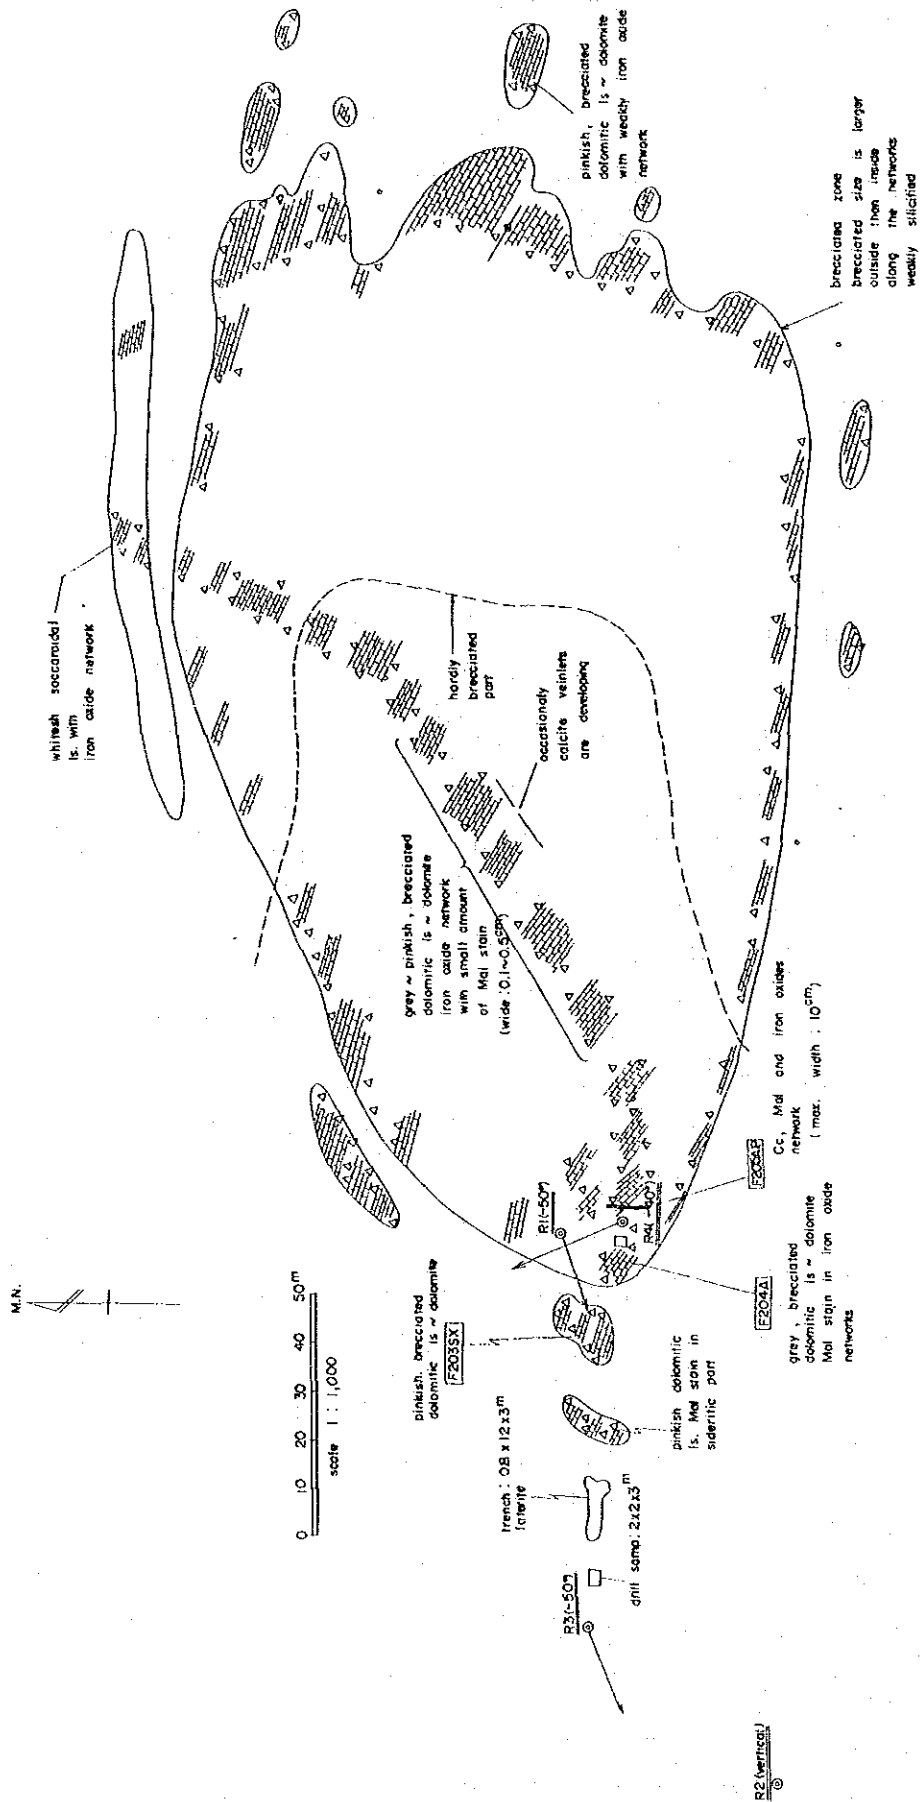 M.N.
0 10 20 30 40 50m
scale 1 : 1,000
whitesh soccaroidal
ls. with
iron oxide network
pinkish, brecciated
dolomitic ls ~ dolomite
with weakly iron oxide
network
brecciated zone
brecciated size is larger
outside than inside
along the networks
weakly silicified
hardly
brecciated
part
occasionaly
calcite veinlets
are developing
grey ~ pinkish, brecciated
dolomitic ls ~ dolomite
iron oxide network
with small amount
of Mal stain
(wide : 0.1~0.5cm)
pinkish, brecciated
dolomitic ls ~ dolomite
F203SX
R1(-50°)
R4(-40°)
F205AP
Cc, Mal and iron oxides
network
(max. width : 10cm)
F204A
grey, brecciated
dolomitic ls ~ dolomite
Mal stain in iron oxide
networks
pinkish dolomitic
ls. Mal stain in
sideritic part
trench : 0.8 x 12 x 3m
laterite
drill samp; 2x2x3m
R3(-50°)
R2(vertical)